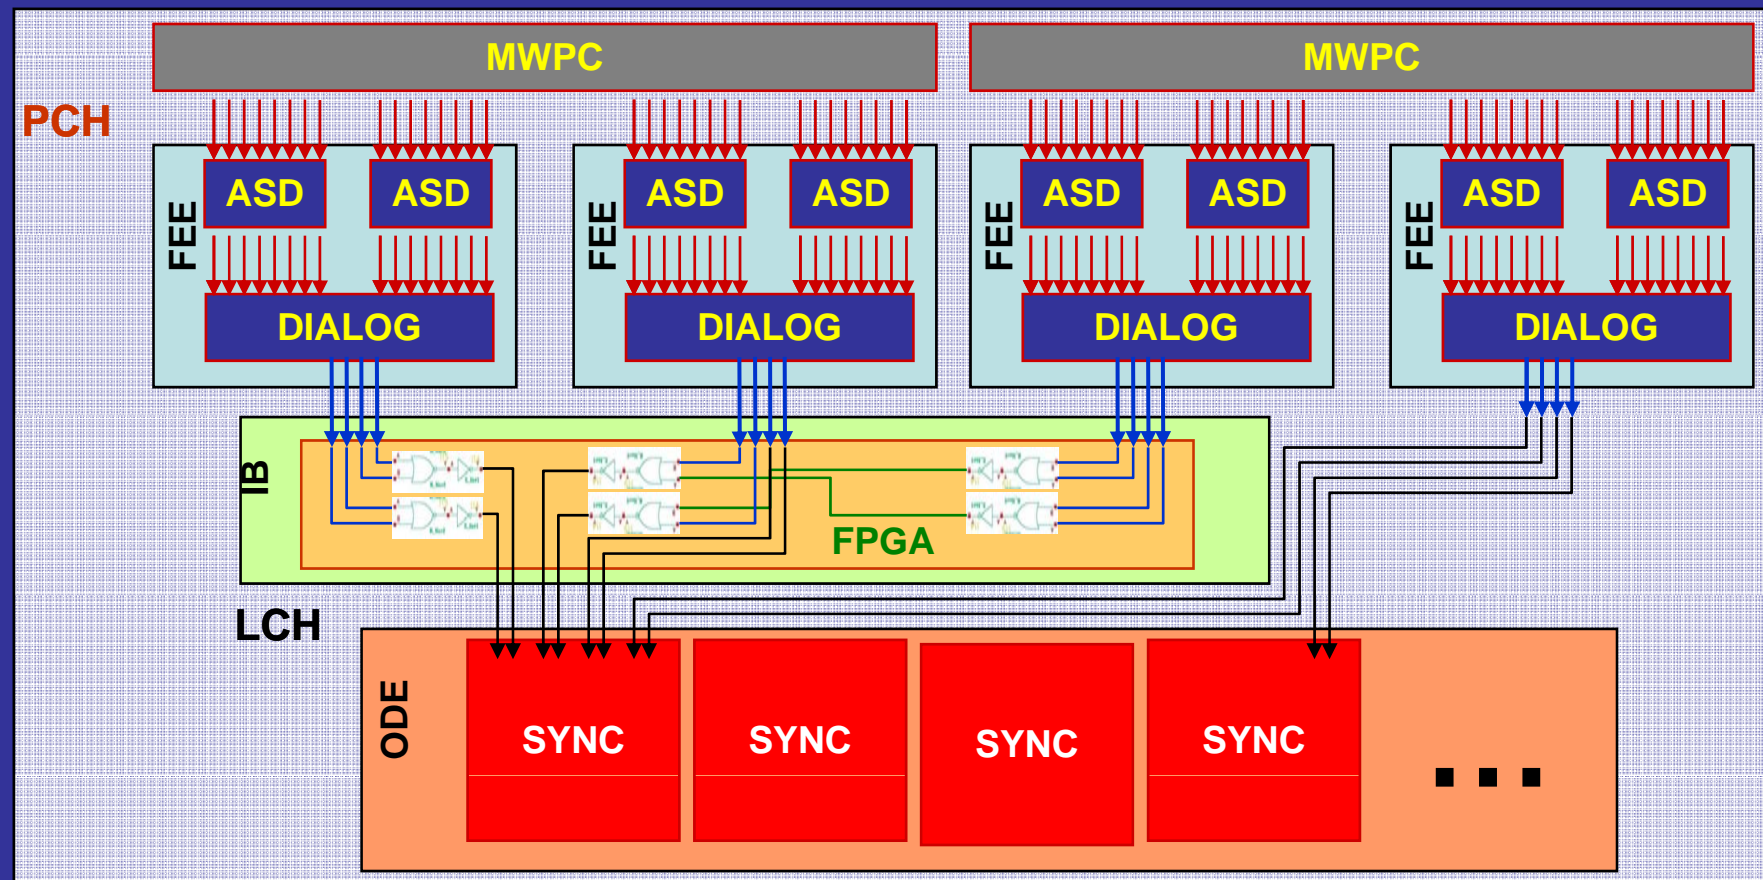 MWPC MWPC
PCH
FEE ASD ASD FEE ASD ASD FEE ASD ASD FEE ASD ASD
DIALOG DIALOG DIALOG DIALOG
IB
FPGA
LCH
ODE
SYNC SYNC SYNC SYNC ...